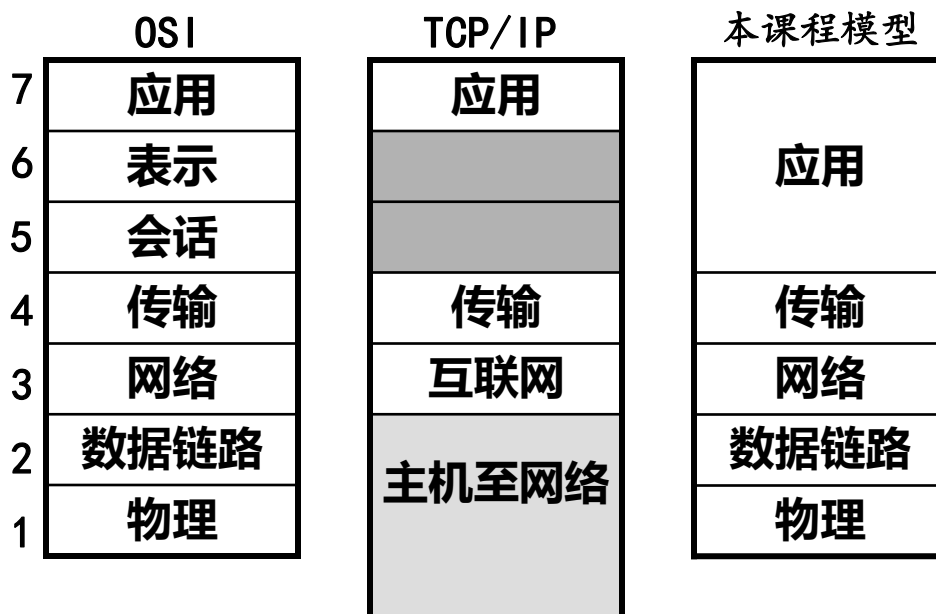 OSI TCP/IP 本课程模型
7 应用 应用
6 表示 应用
5 会话
4 传输 传输 传输
3 网络 互联网 网络
2 数据链路 数据链路
主机至网络
1 物理 物理